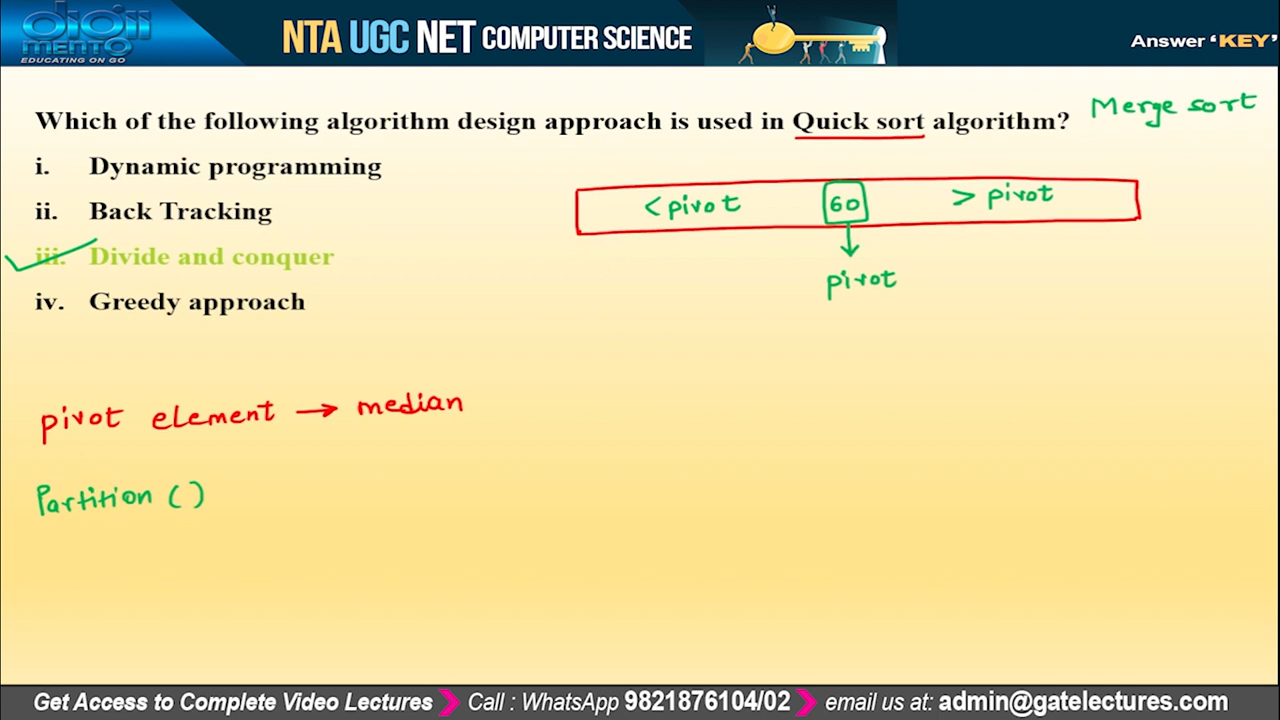 didii
MENTO
EDUCATING ON GO
NTA UGC NET COMPUTER SCIENCE
Answer ‘KEY’
Which of the following algorithm design approach is used in Quick sort algorithm?
Merge sort
i. Dynamic programming
ii. Back Tracking
iii. Divide and conquer
iv. Greedy approach
< pivot 60 > pivot
pivot
pivot element → median
Partition ( )
Get Access to Complete Video Lectures Call : WhatsApp 9821876104/02 email us at: admin@gatelectures.com